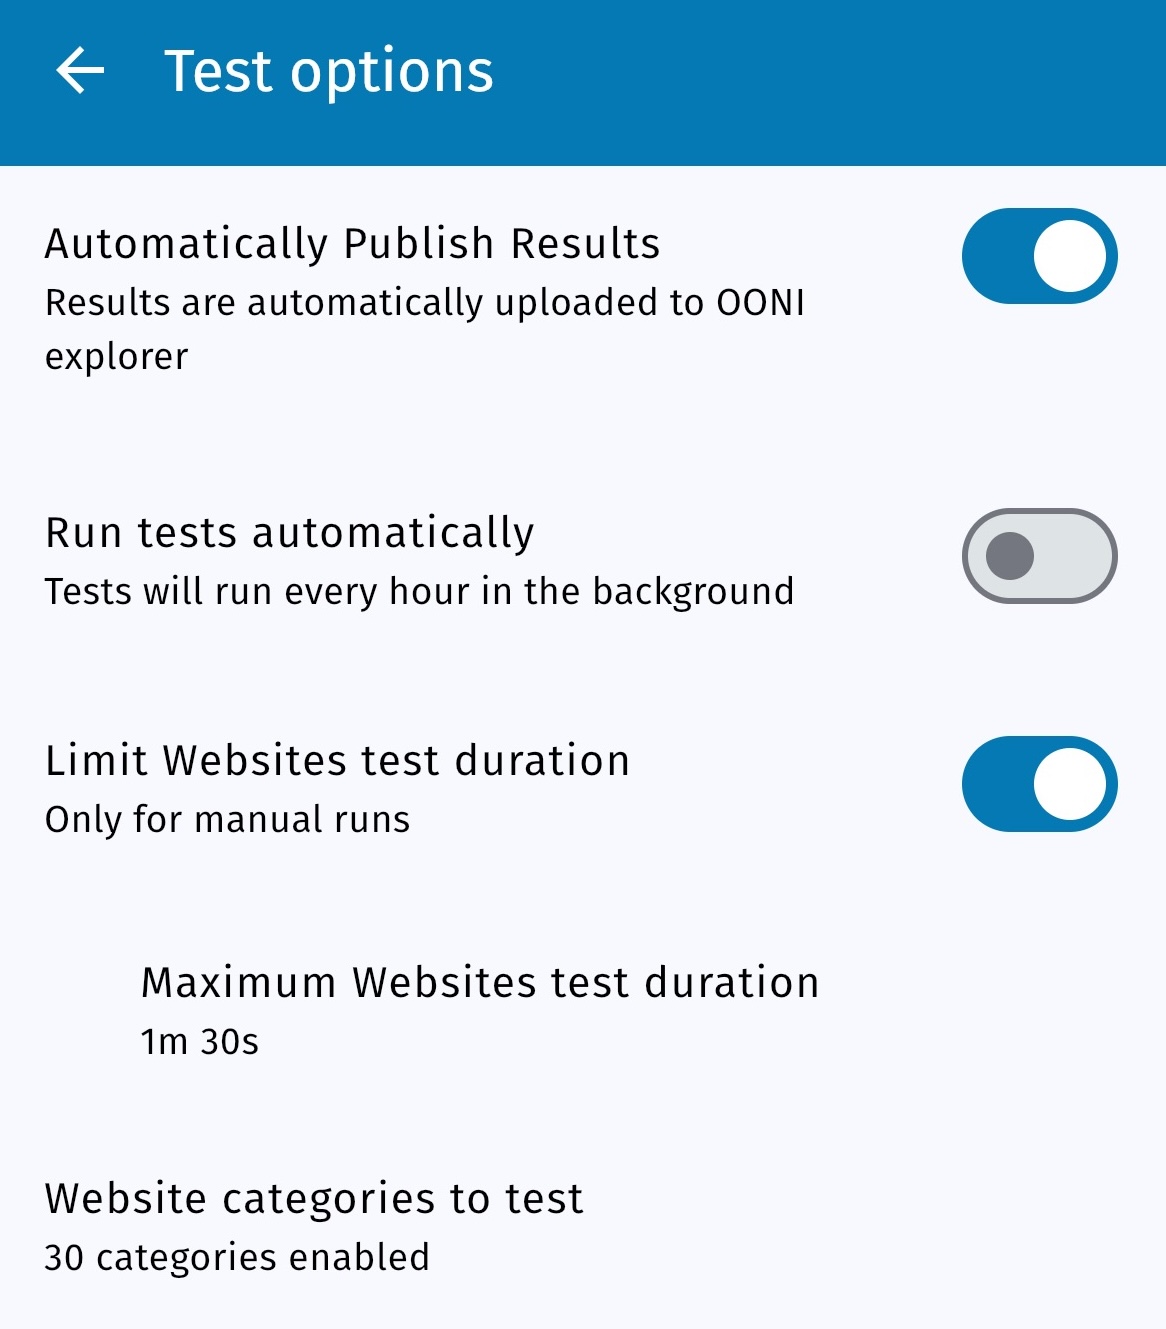 Test options
Automatically Publish Results
Results are automatically uploaded to OONI
explorer
Run tests automatically
Tests will run every hour in the background
Limit Websites test duration
Only for manual runs
Maximum Websites test duration
1m 30s
Website categories to test
30 categories enabled